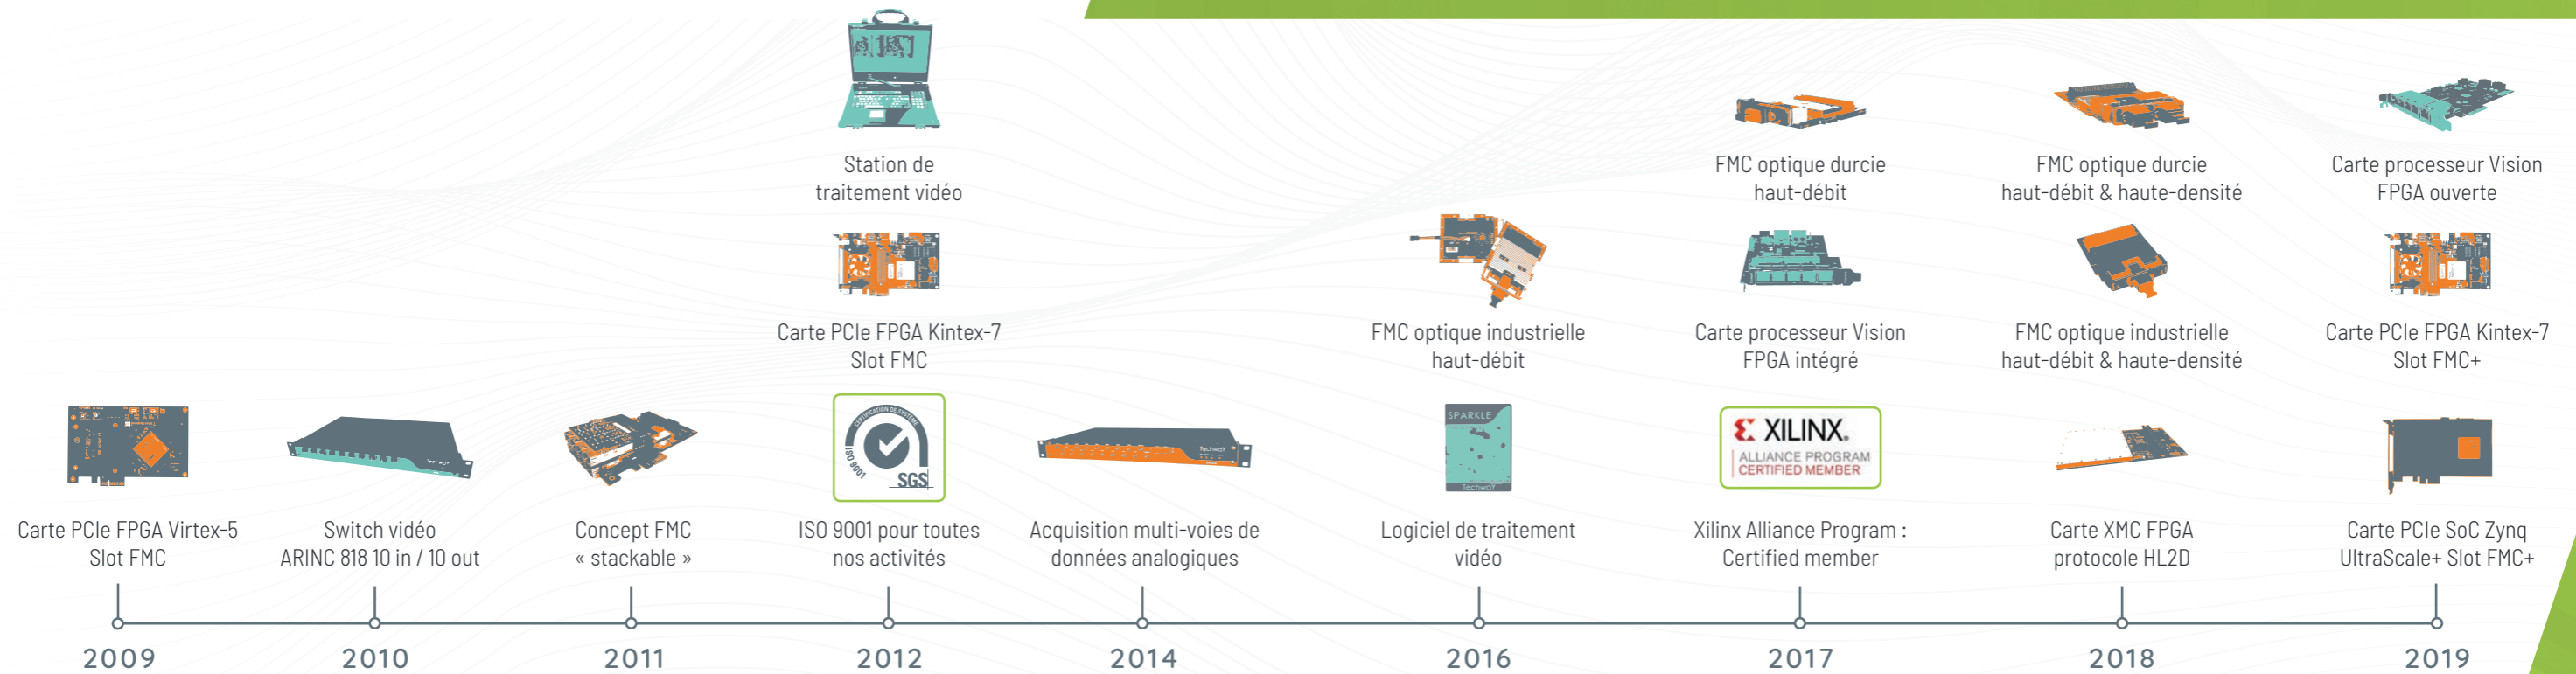 Station de
traitement vidéo
FMC optique durcie
haut-débit
FMC optique durcie
haut-débit & haute-densité
Carte processeur Vision
FPGA ouverte
Carte PCIe FPGA Kintex-7
Slot FMC
FMC optique industrielle
haut-débit
Carte processeur Vision
FPGA intégré
FMC optique industrielle
haut-débit & haute-densité
Carte PCIe FPGA Kintex-7
Slot FMC+
CERTIFICATION DE SYSTÈME
ISO 9001
SGS
Techway
Techway
SPARKLE
Techway
XILINX.
ALLIANCE PROGRAM
CERTIFIED MEMBER
Carte PCIe FPGA Virtex-5
Slot FMC
Switch vidéo
ARINC 818 10 in / 10 out
Concept FMC
« stackable »
ISO 9001 pour toutes
nos activités
Acquisition multi-voies de
données analogiques
Logiciel de traitement
vidéo
Xilinx Alliance Program :
Certified member
Carte XMC FPGA
protocole HL2D
Carte PCIe SoC Zynq
UltraScale+ Slot FMC+
2009
2010
2011
2012
2014
2016
2017
2018
2019